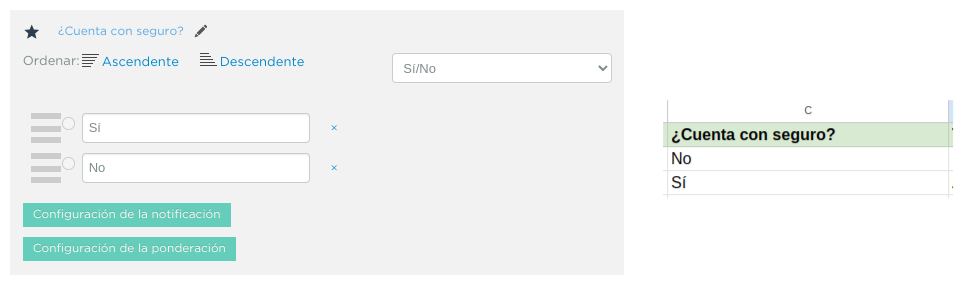 ¿Cuenta con seguro?
Ordenar: Ascendente Descendente
Sí/No
Sí ×
No ×
Configuración de la notificación
Configuración de la ponderación
C
¿Cuenta con seguro?
No
Sí